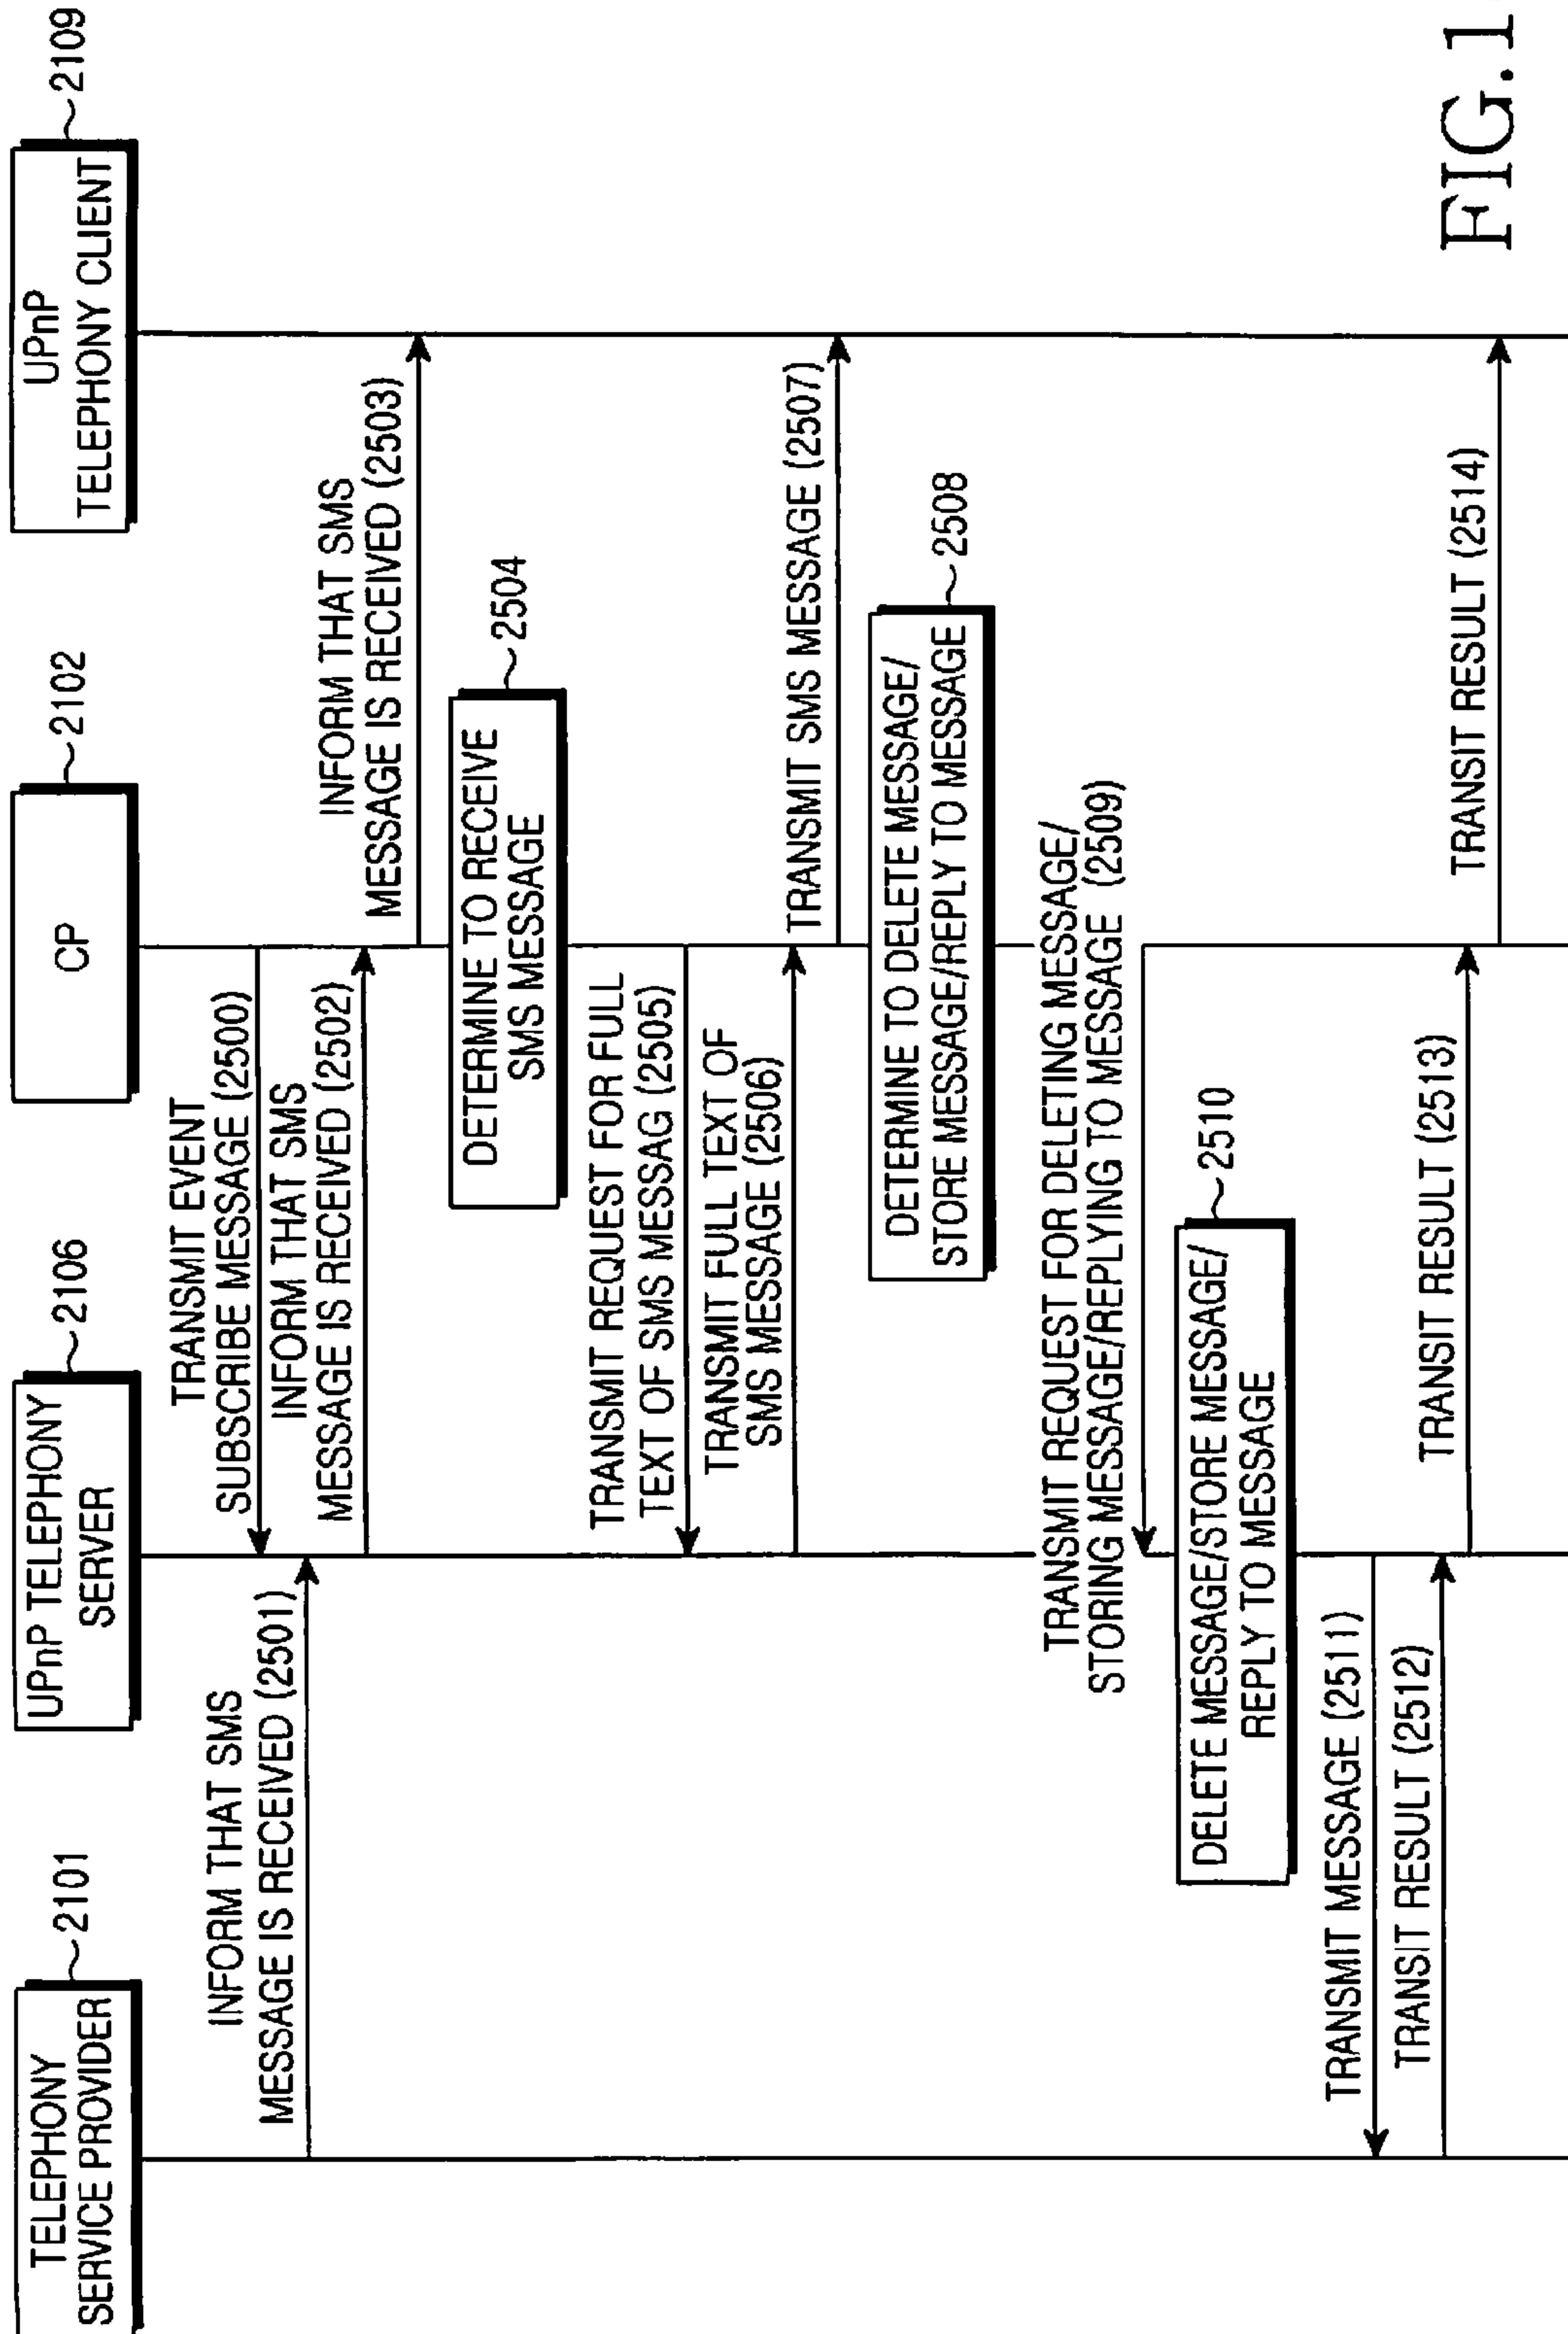 TELEPHONY
SERVICE PROVIDER
2101
UPnP TELEPHONY
SERVER
2106
CP
2102
UPnP
TELEPHONY CLIENT
2109
TRANSMIT EVENT
SUBSCRIBE MESSAGE (2500)
INFORM THAT SMS
MESSAGE IS RECEIVED (2501)
INFORM THAT SMS
MESSAGE IS RECEIVED (2502)
INFORM THAT SMS
MESSAGE IS RECEIVED (2503)
DETERMINE TO RECEIVE
SMS MESSAGE
2504
TRANSMIT REQUEST FOR FULL
TEXT OF SMS MESSAG (2505)
TRANSMIT FULL TEXT OF
SMS MESSAGE (2506)
TRANSMIT SMS MESSAGE (2507)
DETERMINE TO DELETE MESSAGE/
STORE MESSAGE/REPLY TO MESSAGE
2508
TRANSMIT REQUEST FOR DELETING MESSAGE/
STORING MESSAGE/REPLYING TO MESSAGE (2509)
DELETE MESSAGE/STORE MESSAGE/
REPLY TO MESSAGE
2510
TRANSMIT MESSAGE (2511)
TRANSIT RESULT (2512)
TRANSIT RESULT (2513)
TRANSIT RESULT (2514)
FIG.1